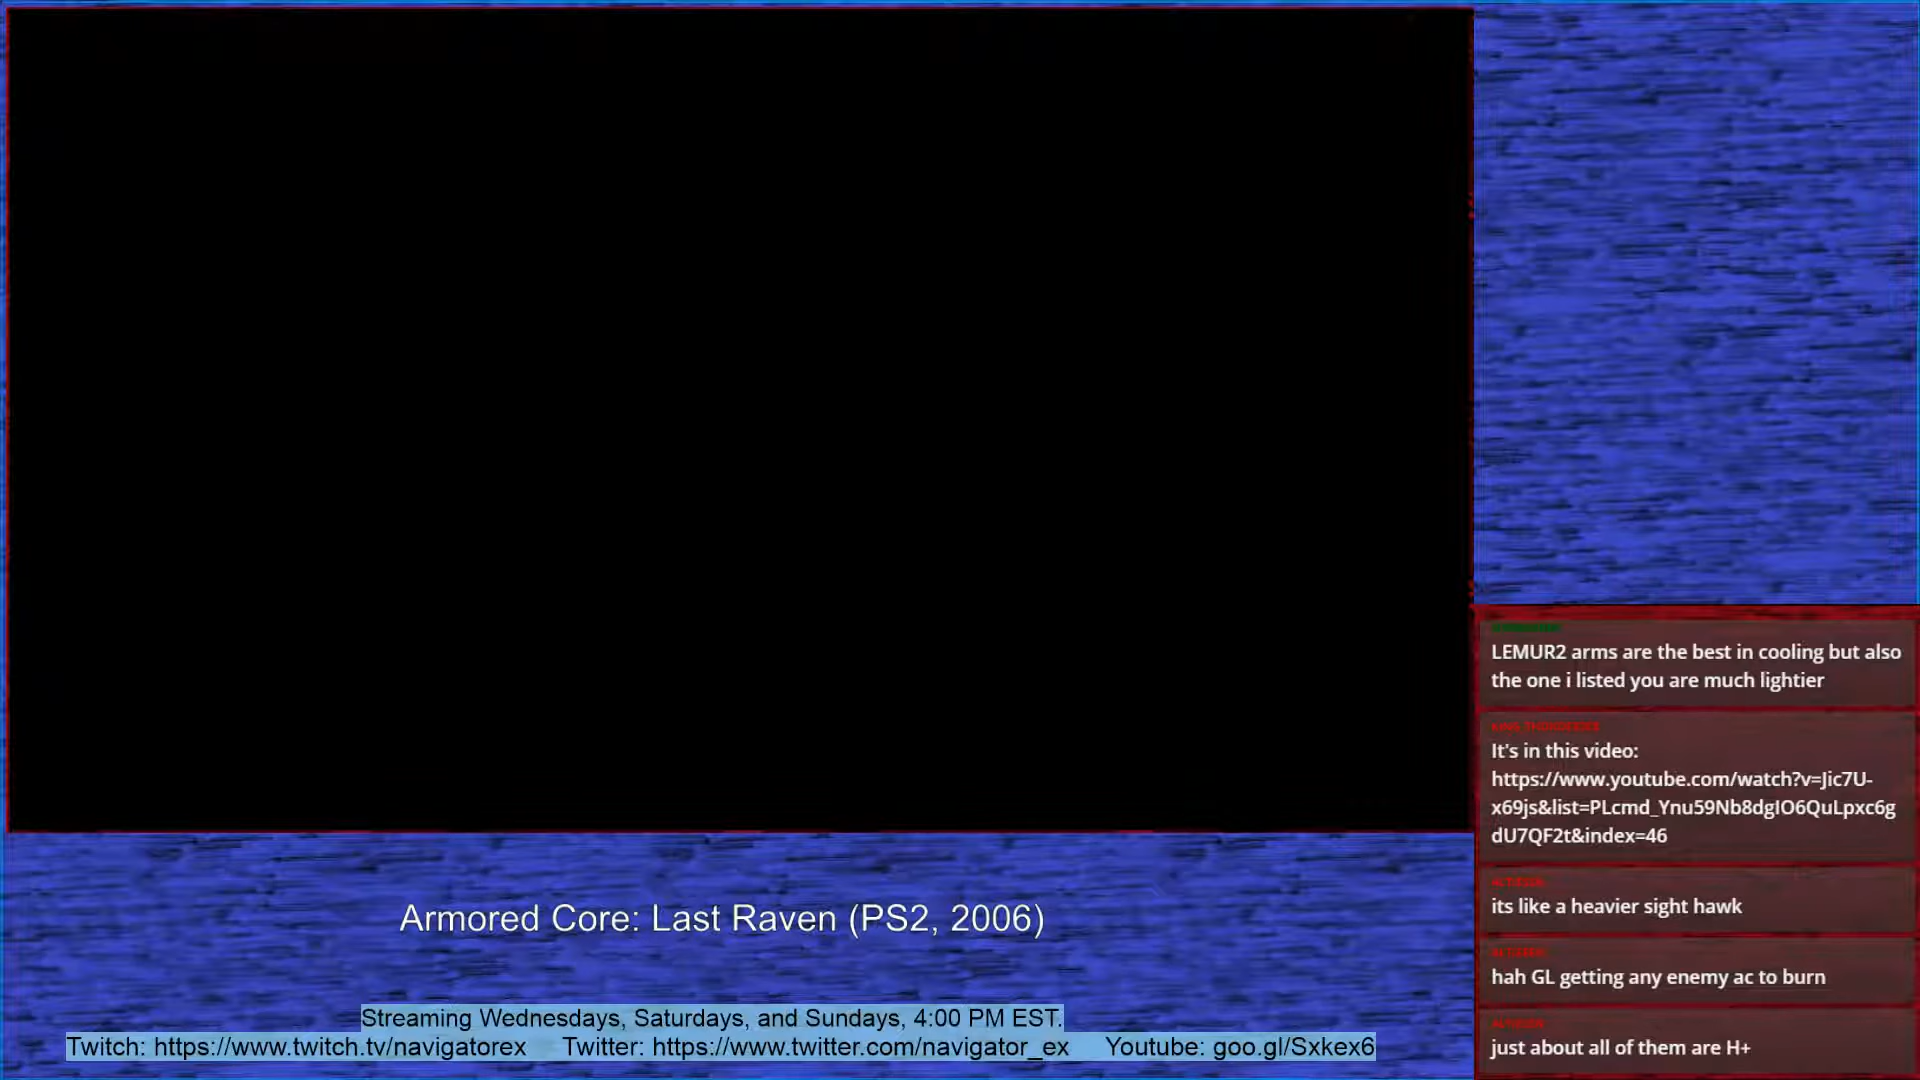 LEMUR2 arms are the best in cooling but also
the one i listed you are much lightier
It's in this video:
https://www.youtube.com/watch?v=Jic7U-
x69js&list=PLcmd_Ynu59Nb8dgIO6QuLpxc6g
dU7QF2t&index=46
its like a heavier sight hawk
hah GL getting any enemy ac to burn
just about all of them are H+
Armored Core: Last Raven (PS2, 2006)
Streaming Wednesdays, Saturdays, and Sundays, 4:00 PM EST.
Twitch: https://www.twitch.tv/navigatorex Twitter: https://www.twitter.com/navigator_ex Youtube: goo.gl/Sxkex6